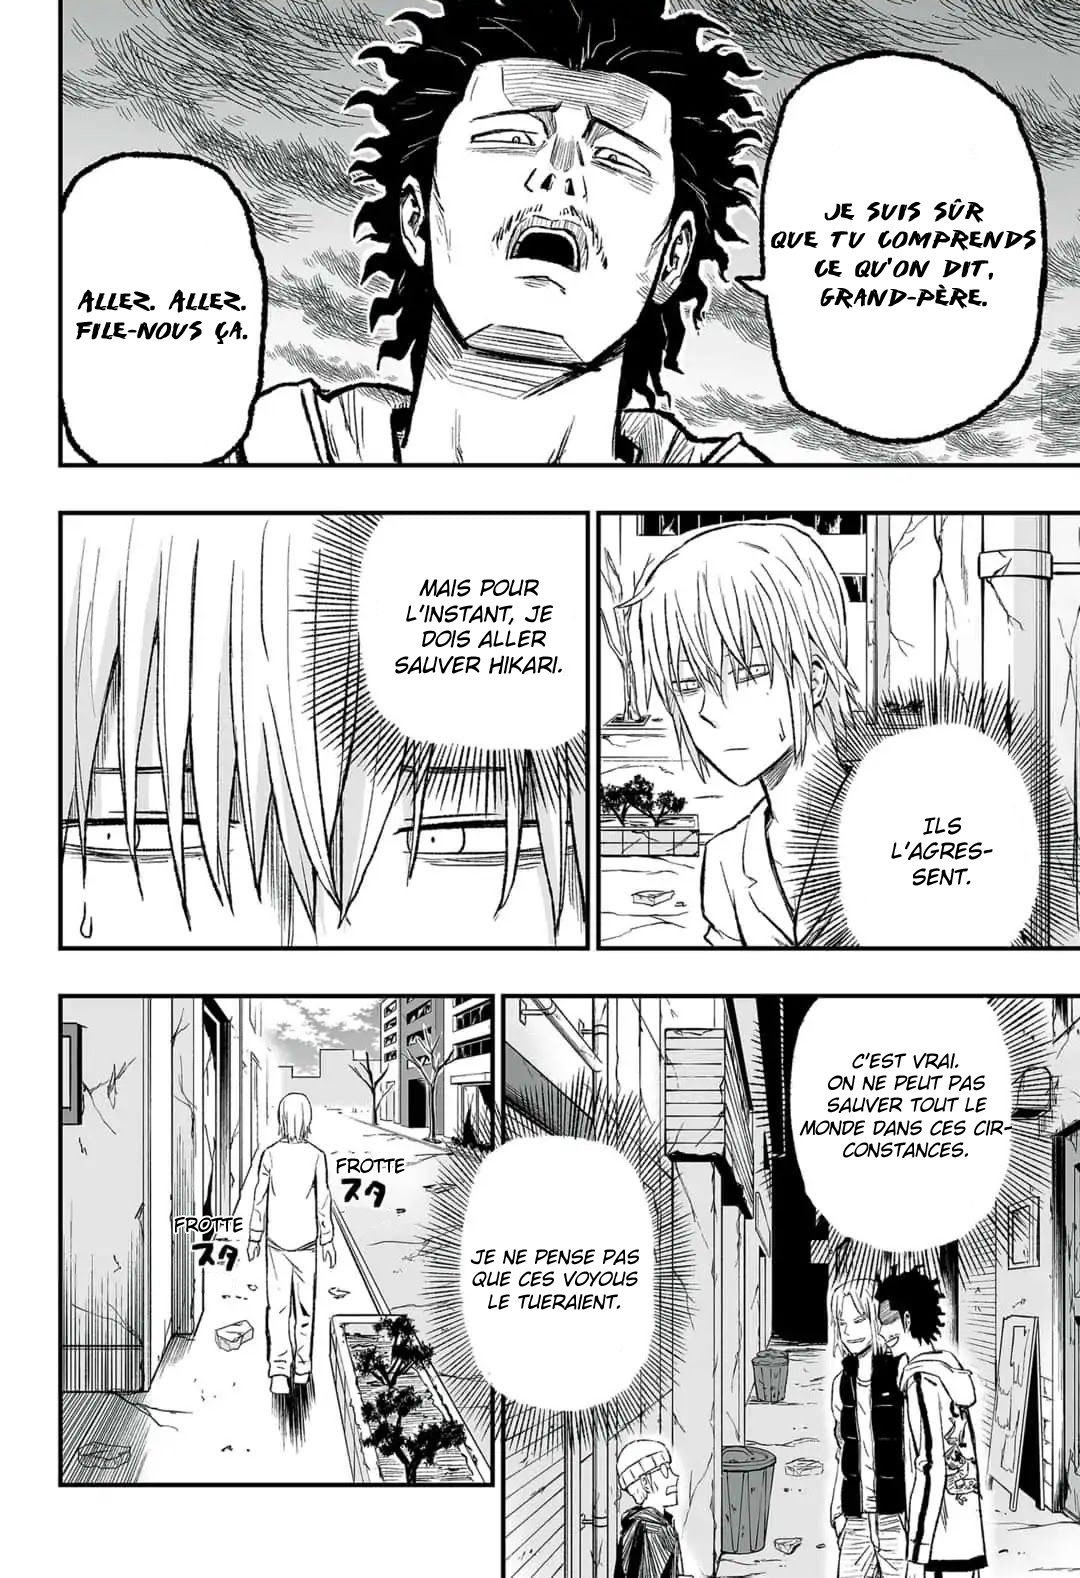 JE SUIS SÛR
QUE TU COMPRENDS
CE QU'ON DIT,
GRAND-PÈRE.
ALLEZ. ALLEZ.
FILE-NOUS ÇA.
ILS
L'AGRES-
SENT.
MAIS POUR
L'INSTANT, JE
DOIS ALLER
SAUVER HIKARI.
C'EST VRAI.
ON NE PEUT PAS
SAUVER TOUT LE
MONDE DANS CES CIR-
CONSTANCES.
JE NE PENSE PAS
QUE CES VOYOUS
LE TUERAIENT.
FROTTE
スタ
FROTTE
スタ